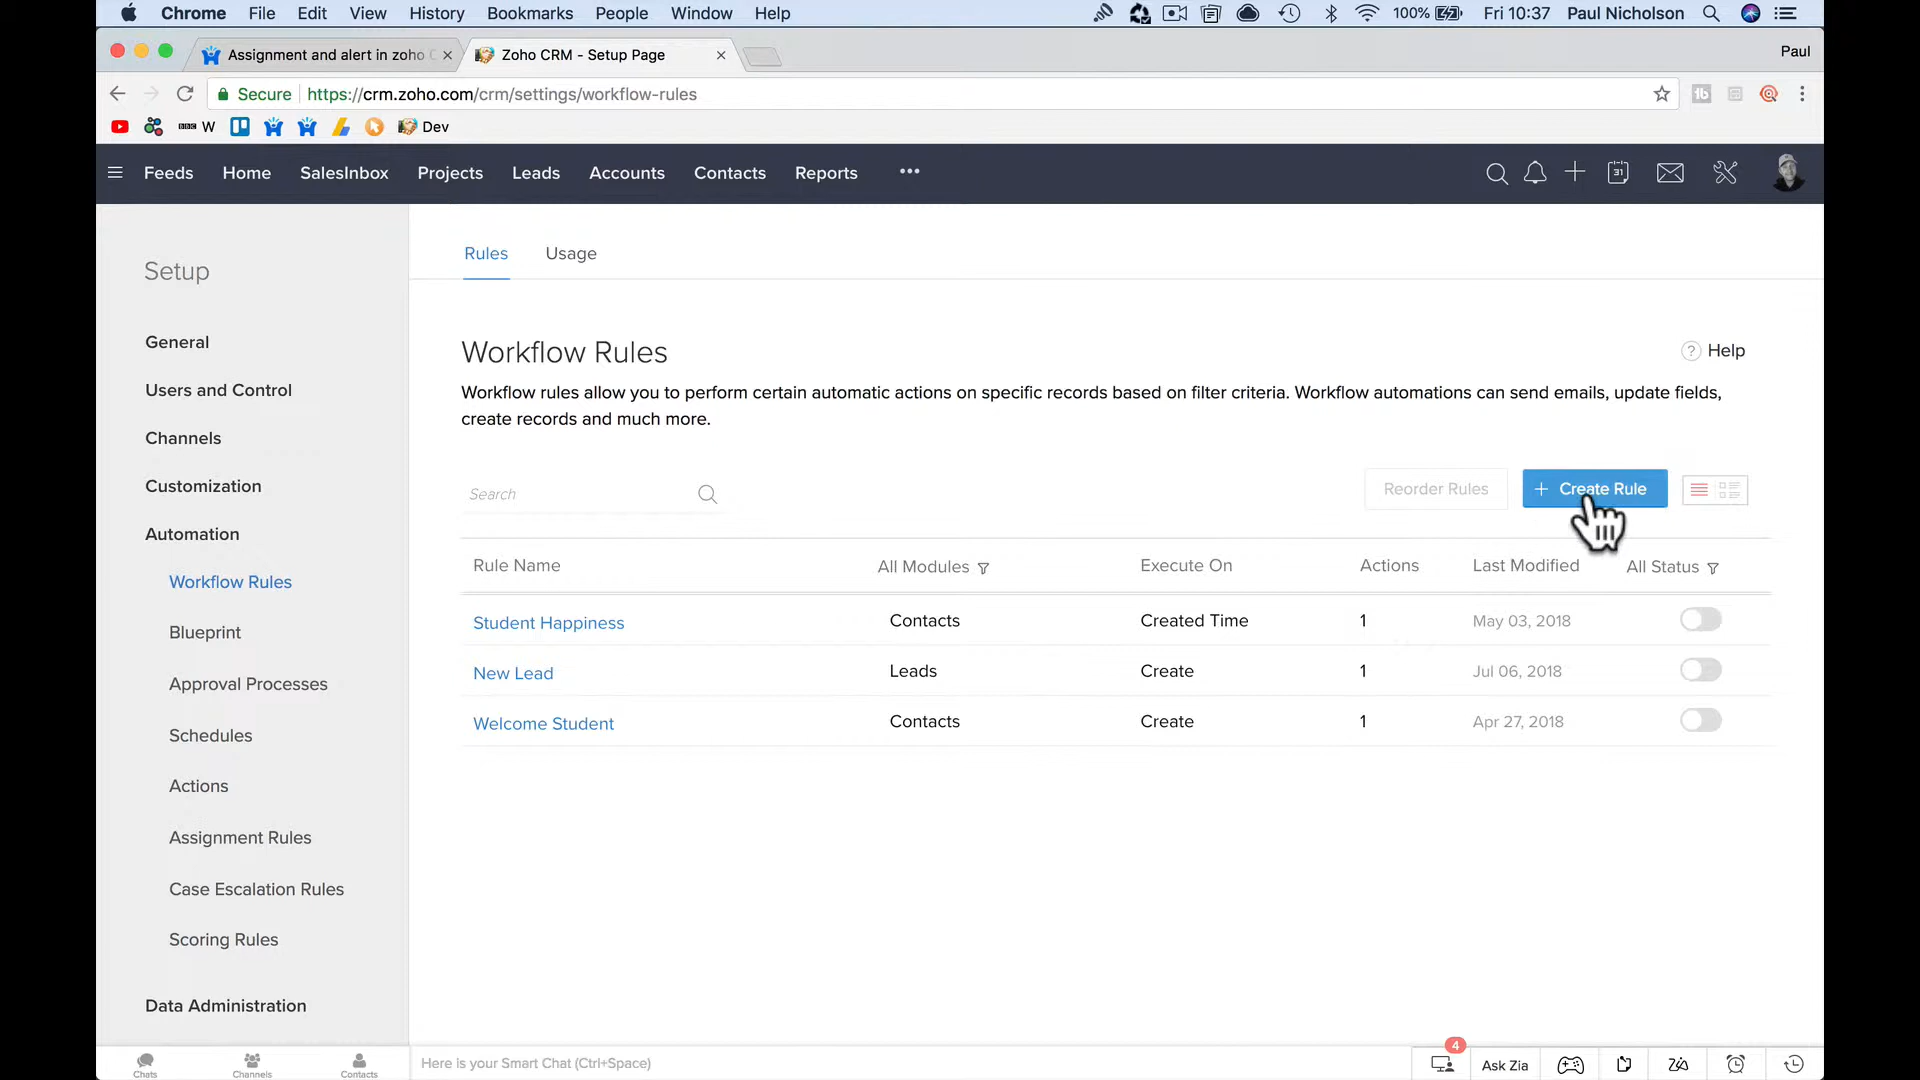 Chrome File Edit View History Bookmarks People Window Help 100% Fri 10:37 Paul Nicholson
Assignment and alert in zoho C
Zoho CRM - Setup Page
Paul
Secure https://crm.zoho.com/crm/settings/workflow-rules
BBC W Dev
Feeds Home SalesInbox Projects Leads Accounts Contacts Reports ••• 31
Setup
General
Users and Control
Channels
Customization
Automation
Workflow Rules
Blueprint
Approval Processes
Schedules
Actions
Assignment Rules
Case Escalation Rules
Scoring Rules
Data Administration
Rules Usage
Workflow Rules
? Help
Workflow rules allow you to perform certain automatic actions on specific records based on filter criteria. Workflow automations can send emails, update fields,
create records and much more.
Search
Reorder Rules
+ Create Rule
Rule Name All Modules Execute On Actions Last Modified All Status
Student Happiness Contacts Created Time 1 May 03, 2018
New Lead Leads Create 1 Jul 06, 2018
Welcome Student Contacts Create 1 Apr 27, 2018
Chats Channels Contacts
Here is your Smart Chat (Ctrl+Space)
4
Ask Zia